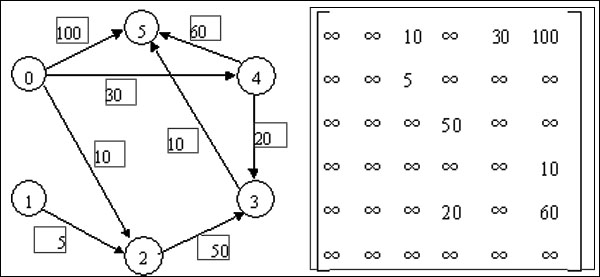 100
5
60
0
4
30
20
10
10
1
3
5
2
50
∞ ∞ 10 ∞ 30 100
∞ ∞ 5 ∞ ∞ ∞
∞ ∞ ∞ 50 ∞ ∞
∞ ∞ ∞ ∞ ∞ 10
∞ ∞ ∞ 20 ∞ 60
∞ ∞ ∞ ∞ ∞ ∞